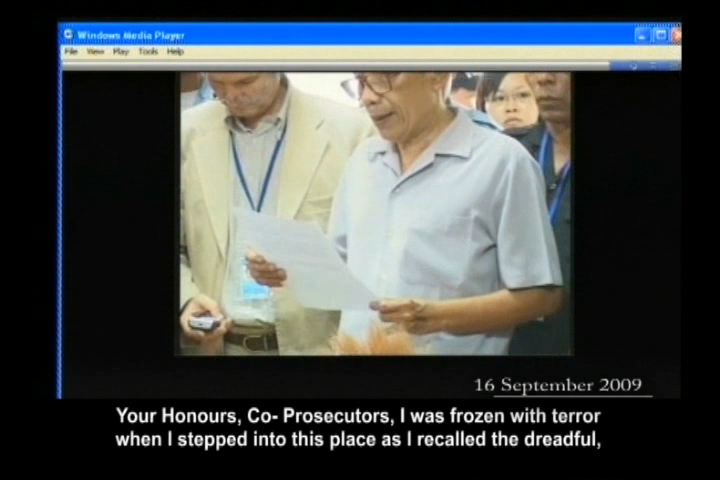 Windows Media Player
File View Play Tools Help
16 September 2009
Your Honours, Co- Prosecutors, I was frozen with terror
when I stepped into this place as I recalled the dreadful,